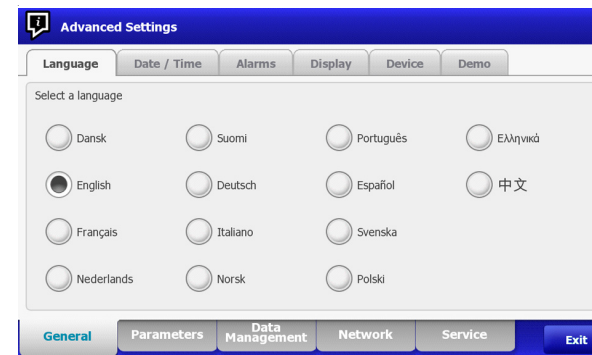 i Advanced Settings
Language Date / Time Alarms Display Device Demo
Select a language
Dansk Suomi Português Ελληνικά
English Deutsch Español 中文
Français Italiano Svenska
Nederlands Norsk Polski
General Parameters Data Management Network Service Exit